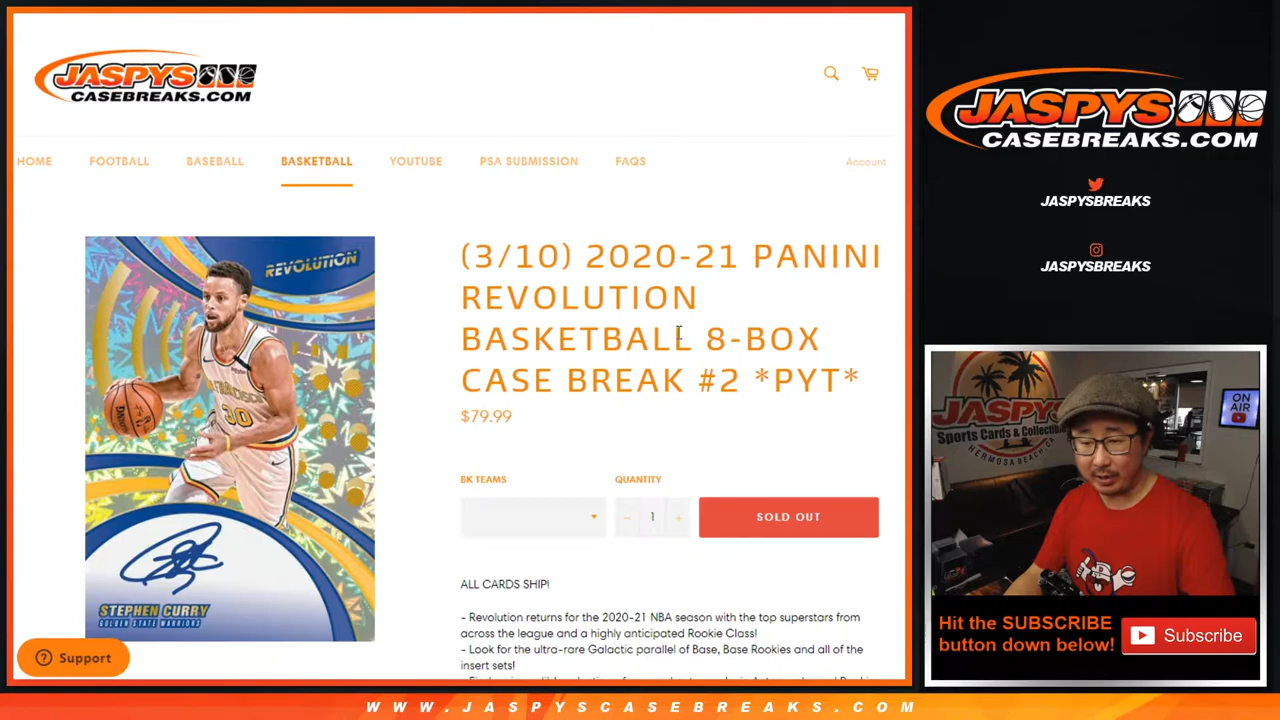 JASPYS
CASEBREAKS.COM
HOME
FOOTBALL
BASEBALL
BASKETBALL
YOUTUBE
PSA SUBMISSION
FAQS
Account
REVOLUTION
30
STEPHEN CURRY
GOLDEN STATE WARRIORS
(3/10) 2020-21 PANINI
REVOLUTION
BASKETBALL 8-BOX
CASE BREAK #2 *PYT*
$79.99
BK TEAMS
QUANTITY
− 1 +
SOLD OUT
ALL CARDS SHIP!
- Revolution returns for the 2020-21 NBA season with the top superstars from
across the league and a highly anticipated Rookie Class!
- Look for the ultra-rare Galactic parallel of Base, Base Rookies and all of the
insert sets!
Support
JASPYS
CASEBREAKS.COM
JASPYSBREAKS
JASPYSBREAKS
JASPYS
Sports Cards & Collectibles
HERMOSA BEACH, CA
ON
AIR
Hit the SUBSCRIBE
button down below!
Subscribe
WWW.JASPYSCASEBREAKS.COM